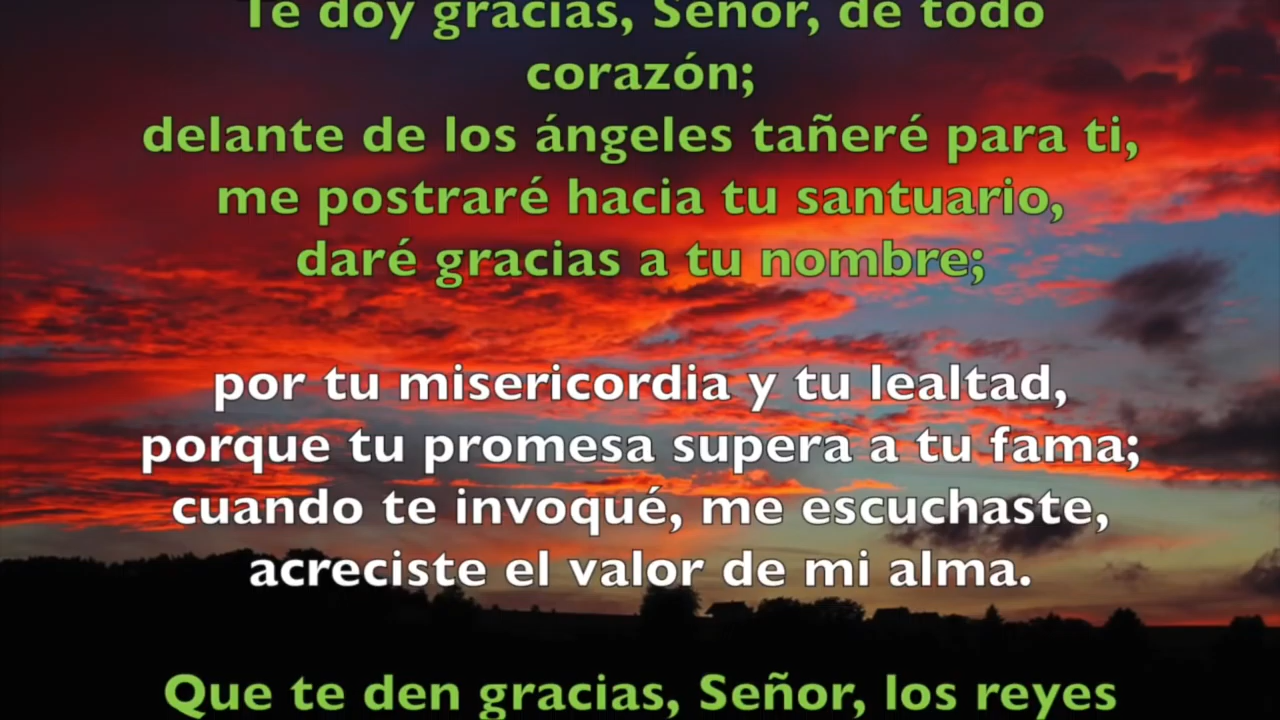 Te doy gracias, Señor, de todo
corazón;
delante de los ángeles tañeré para ti,
me postraré hacia tu santuario,
daré gracias a tu nombre;
por tu misericordia y tu lealtad,
porque tu promesa supera a tu fama;
cuando te invoqué, me escuchaste,
acreciste el valor de mi alma.
Que te den gracias, Señor, los reyes